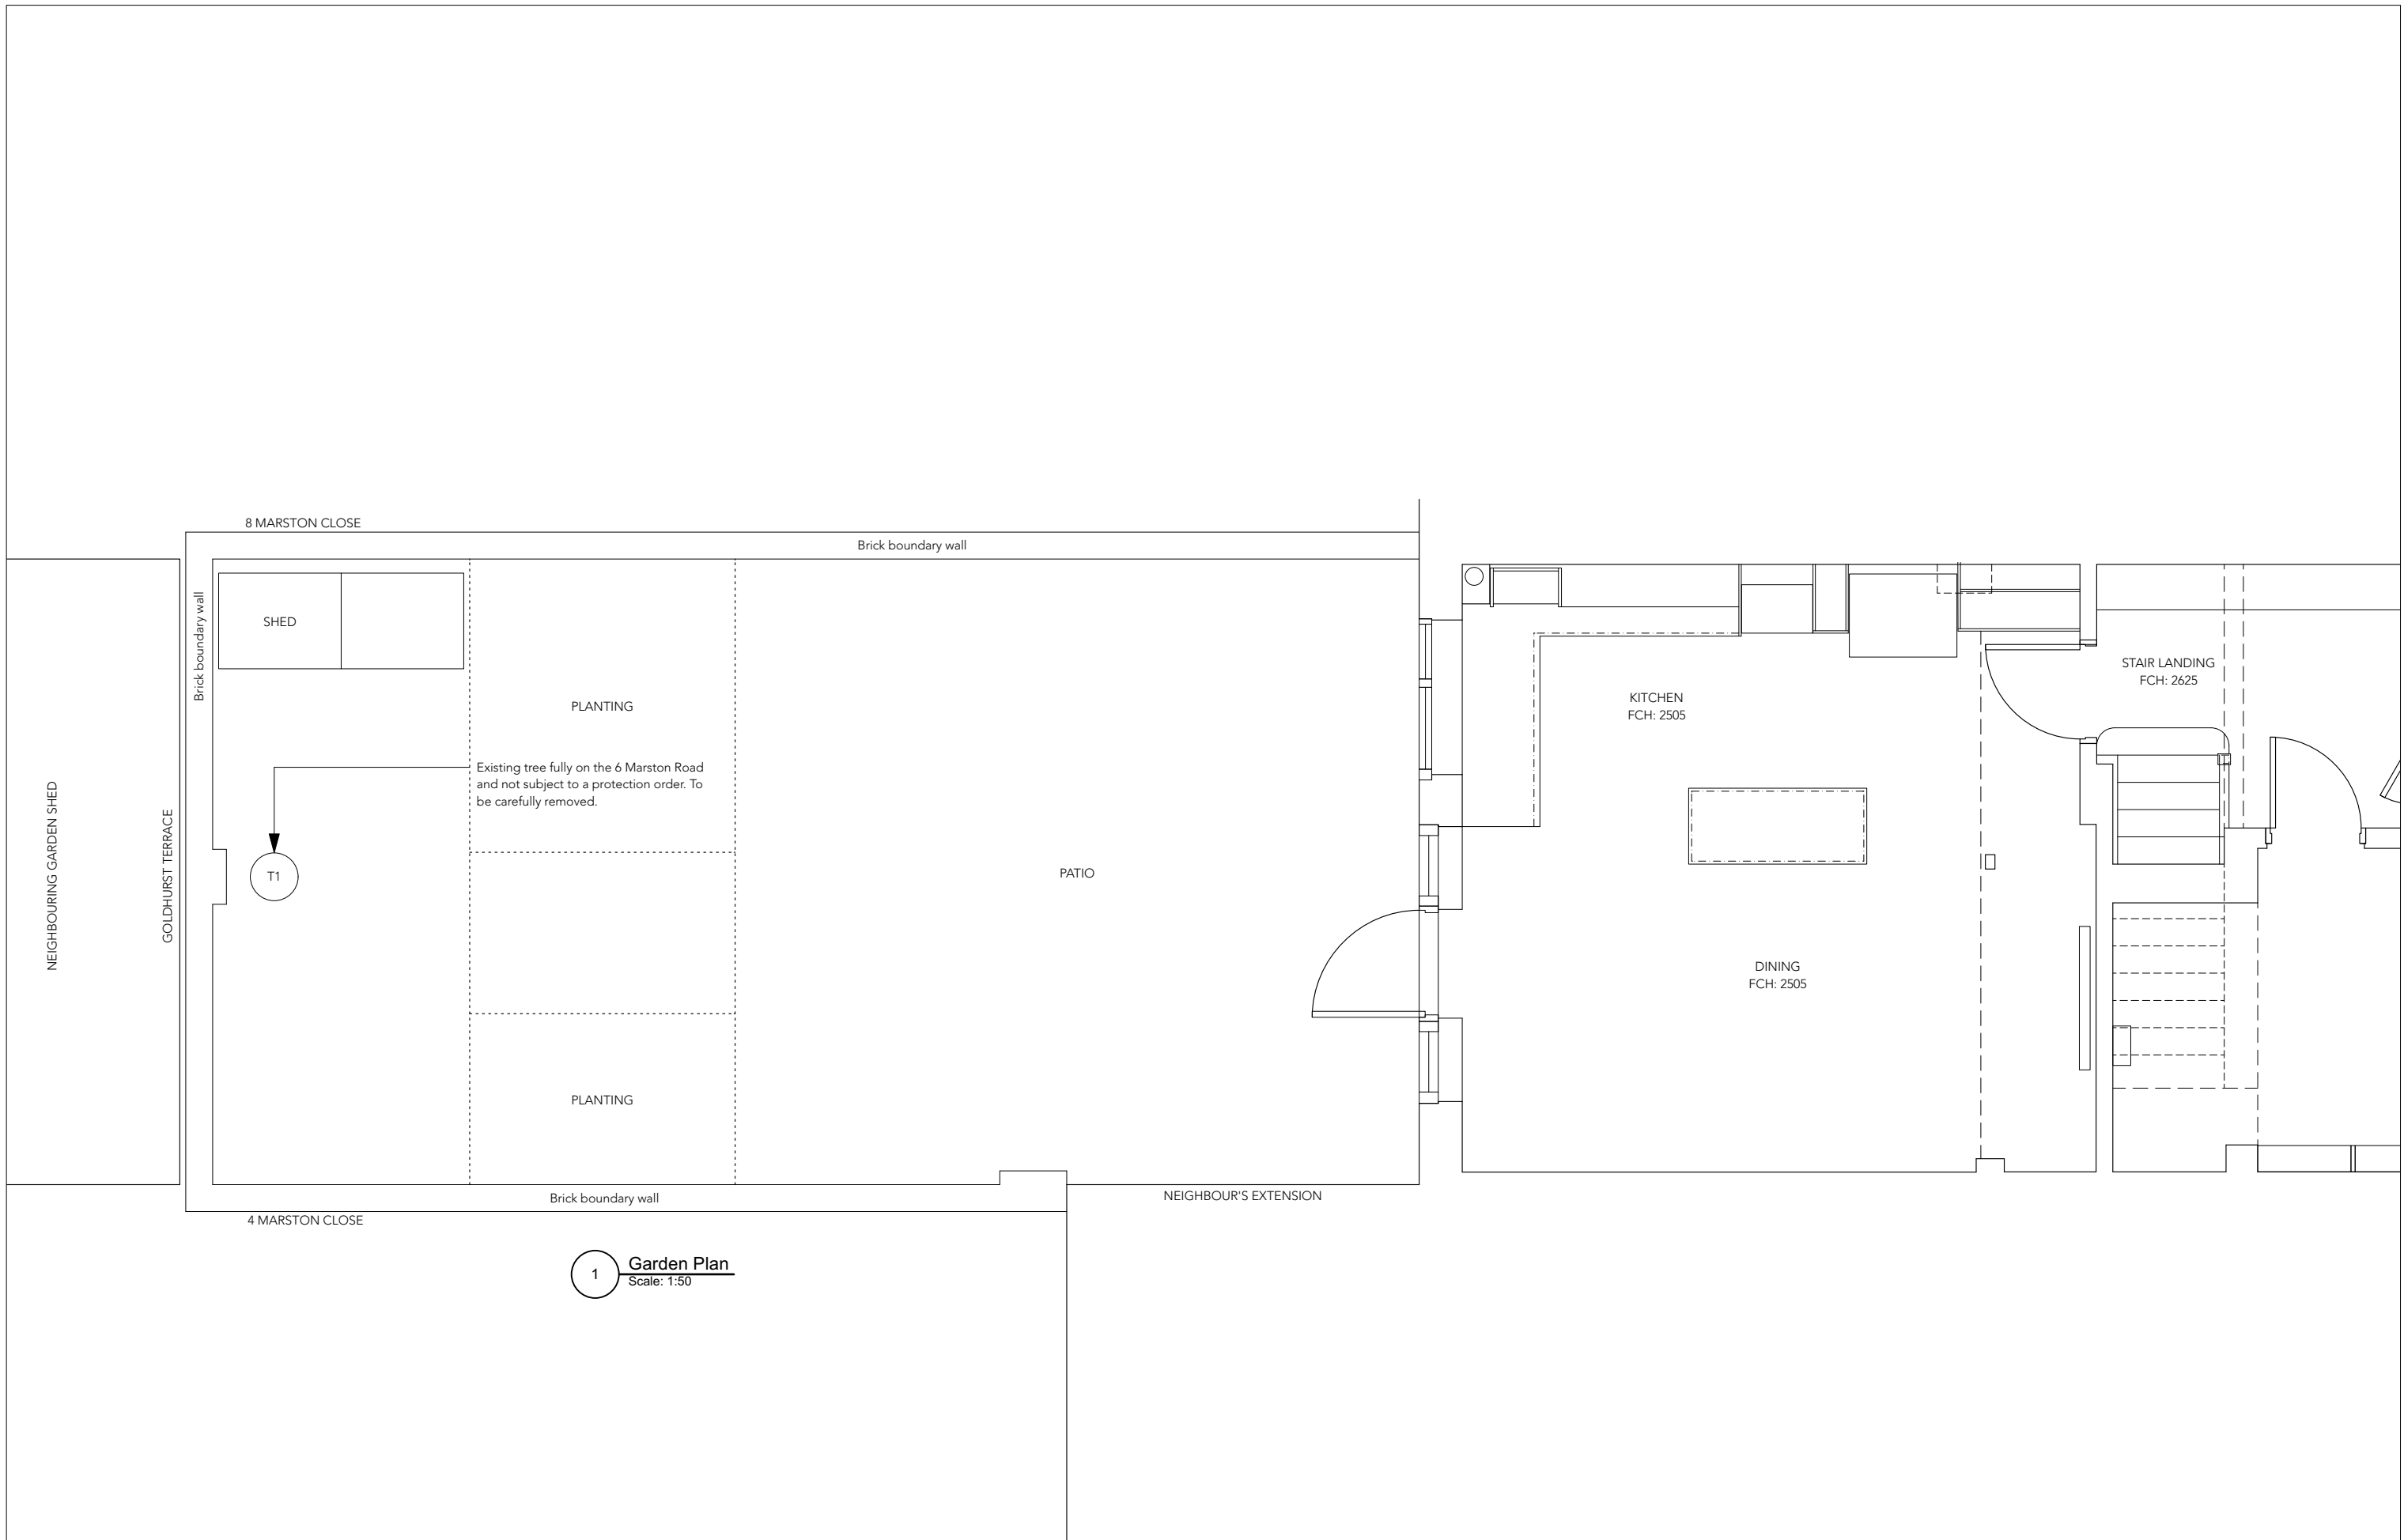 8 MARSTON CLOSE
Brick boundary wall
Brick boundary wall
SHED
PLANTING
KITCHEN
FCH: 2505
STAIR LANDING
FCH: 2625
Existing tree fully on the 6 Marston Road
and not subject to a protection order. To
be carefully removed.
NEIGHBOURING GARDEN SHED
GOLDHURST TERRACE
T1
PATIO
DINING
FCH: 2505
PLANTING
Brick boundary wall
NEIGHBOUR'S EXTENSION
4 MARSTON CLOSE
1
Garden Plan
Scale: 1:50